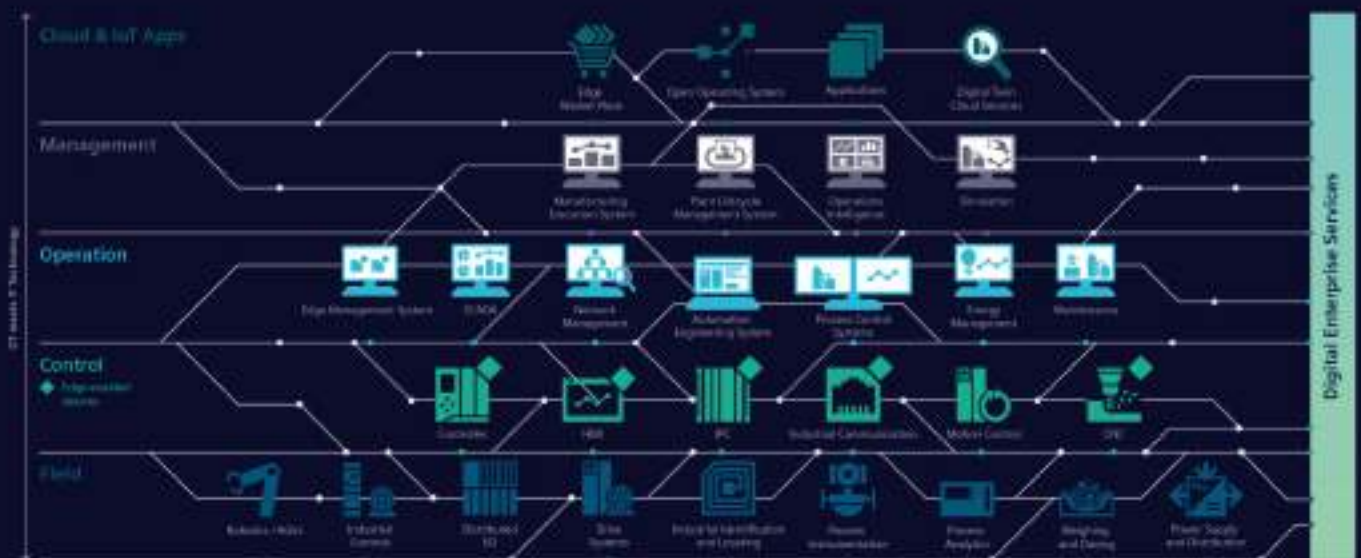 Cloud & IoT Apps
Edge
Market Place
Open Operating System
Applications
Digital Twin
Cloud Services
Management
Manufacturing
Execution System
Plant Lifecycle
Management System
Operations
Intelligence
Simulation
Operation
Edge Management System
SCADA
Network
Management
Automation
Engineering System
Process Control
Systems
Energy
Management
Maintenance
Control
Edge-enabled
devices
Controller
HMI
IPC
Industrial Communication
Motion Control
CNC
Field
Industrial
Controls
Distributed
I/O
Drive
Systems
Industrial Identification
and Locating
Process
Instrumentation
Process
Analytics
Weighing
and Dosing
Power Supply
and Distribution
Digital Enterprise Services
OT meets IT Technology